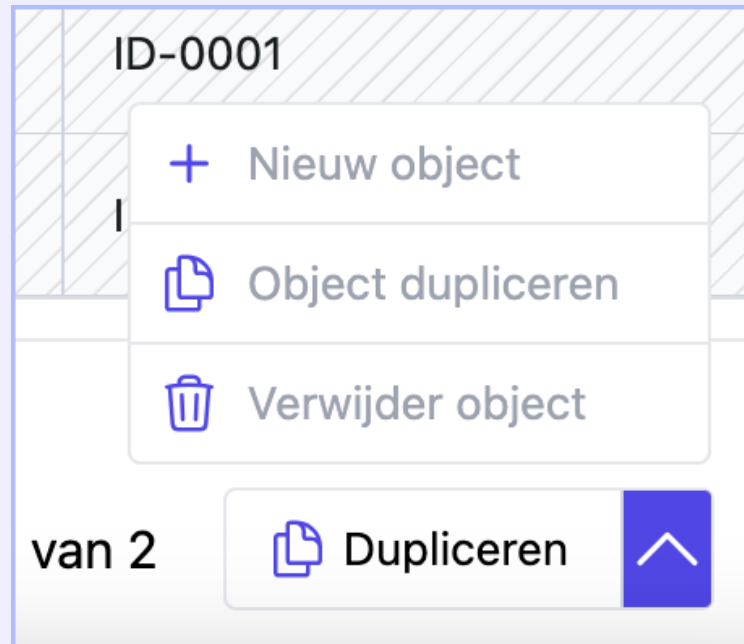 ID-0001
Nieuw object
Object dupliceren
Verwijder object
van 2 Dupliceren